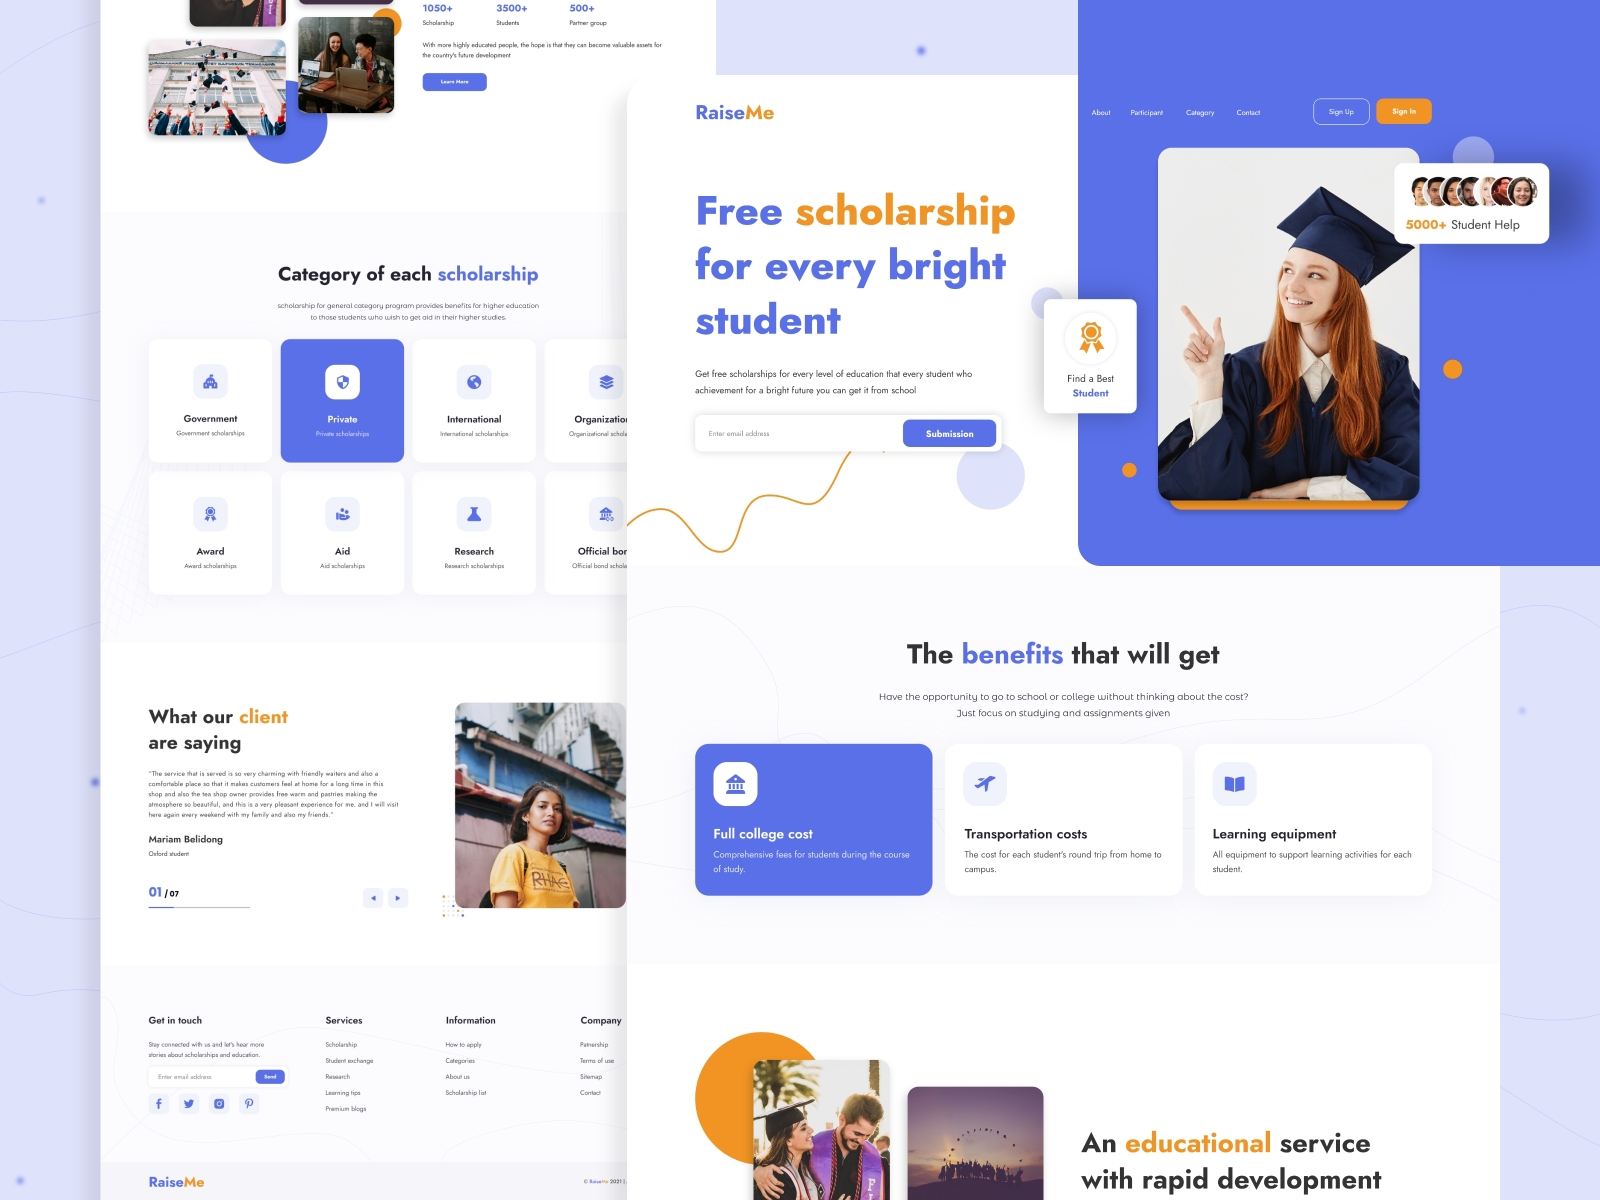 1050+
Scholarship
3500+
Students
500+
Partner group
With more highly educated people, the hope is that they can become valuable assets for
the country's future development
Learn More
Category of each scholarship
scholarship for general category program provides benefits for higher education
to those students who wish to get aid in their higher studies.
Government
Government scholarships
Private
Private scholarships
International
International scholarships
Organization
Organizational schola
Award
Award scholarships
Aid
Aid scholarships
Research
Research scholarships
Official bon
Official bond schola
What our client
are saying
"The service that is served is so very charming with friendly waiters and also a
comfortable place so that it makes customers feel at home for a long time in this
shop and also the tea shop owner provides free warm and pastries making the
atmosphere so beautiful, and this is a very pleasant experience for me. and I will visit
here again every weekend with my family and also my friends."
Mariam Belidong
Oxford student
01 / 07
RHAE
Get in touch
Stay connected with us and let's hear more
stories about scholarships and education.
Enter email address
Send
Services
Scholarship
Student exchange
Research
Learning tips
Premium blogs
Information
How to apply
Categories
About us
Scholarship list
Company
Patnership
Terms of use
Sitemap
Contact
RaiseMe
© RaiseMe 2021 |
RaiseMe
About
Participant
Category
Contact
Sign Up
Sign In
Free scholarship
for every bright
student
Get free scholarships for every level of education that every student who
achievement for a bright future you can get it from school
Enter email address
Submission
5000+ Student Help
Find a Best
Student
The benefits that will get
Have the opportunity to go to school or college without thinking about the cost?
Just focus on studying and assignments given
Full college cost
Comprehensive fees for students during the course
of study.
Transportation costs
The cost for each student's round trip from home to
campus.
Learning equipment
All equipment to support learning activities for each
student.
An educational service
with rapid development